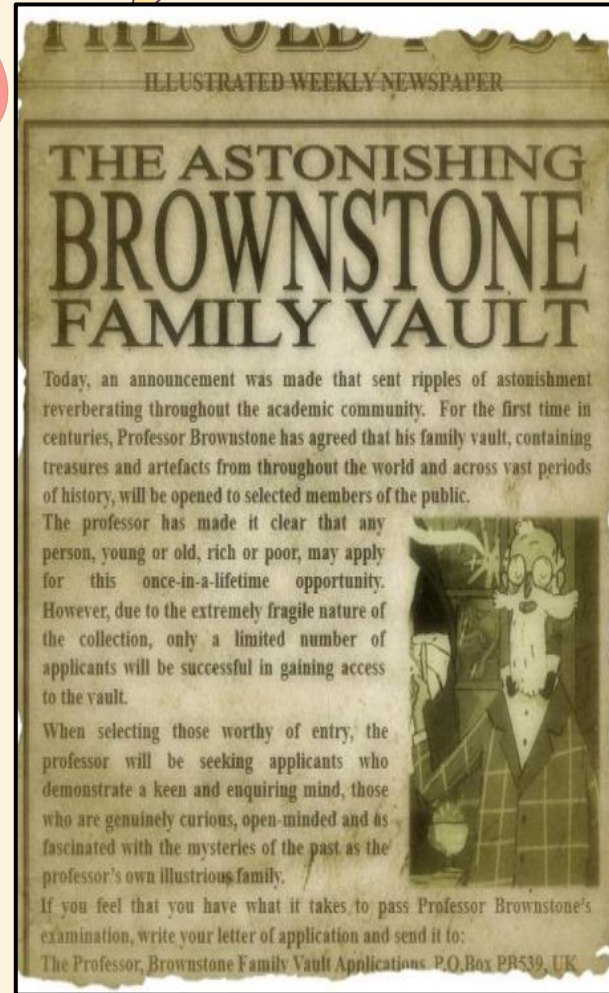 THE OLD POST
ILLUSTRATED WEEKLY NEWSPAPER
THE ASTONISHING
BROWNSTONE
FAMILY VAULT
Today, an announcement was made that sent ripples of astonishment
reverberating throughout the academic community. For the first time in
centuries, Professor Brownstone has agreed that his family vault, containing
treasures and artefacts from throughout the world and across vast periods
of history, will be opened to selected members of the public.
The professor has made it clear that any
person, young or old, rich or poor, may apply
for this once-in-a-lifetime opportunity.
However, due to the extremely fragile nature of
the collection, only a limited number of
applicants will be successful in gaining access
to the vault.
When selecting those worthy of entry, the
professor will be seeking applicants who
demonstrate a keen and enquiring mind, those
who are genuinely curious, open-minded and as
fascinated with the mysteries of the past as the
professor's own illustrious family.
If you feel that you have what it takes to pass Professor Brownstone's
examination, write your letter of application and send it to:
The Professor, Brownstone Family Vault Applications, P.O.Box PB539, UK